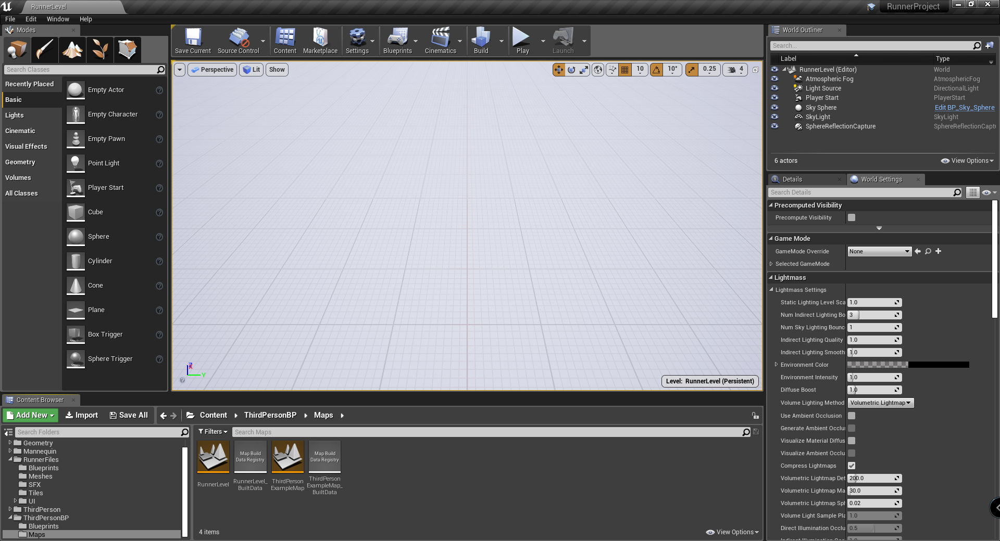 RunnerLevel
RunnerProject
File Edit Window Help
Modes
Search Classes
Recently Placed
Basic
Lights
Cinematic
Visual Effects
Geometry
Volumes
All Classes
Empty Actor
Empty Character
Empty Pawn
Point Light
Player Start
Cube
Sphere
Cylinder
Cone
Plane
Box Trigger
Sphere Trigger
Save Current
Source Control
Content
Marketplace
Settings
Blueprints
Cinematics
Build
Play
Launch
Perspective
Lit
Show
10
10°
0.25
4
Z
X
Y
Level: RunnerLevel (Persistent)
World Outliner
Search...
Label Type
RunnerLevel (Editor) World
Atmospheric Fog AtmosphericFog
Light Source DirectionalLight
Player Start PlayerStart
Sky Sphere Edit BP_Sky_Sphere
SkyLight SkyLight
SphereReflectionCapture SphereReflectionCaptu
6 actors
View Options
Details
World Settings
Search Details
Precomputed Visibility
Precompute Visibility
Game Mode
GameMode Override None
Selected GameMode
Lightmass
Lightmass Settings
Static Lighting Level Sca 1.0
Num Indirect Lighting Bo 3
Num Sky Lighting Bounc 1
Indirect Lighting Quality 1.0
Indirect Lighting Smooth 1.0
Environment Color
Environment Intensity 1.0
Diffuse Boost 1.0
Volume Lighting Method Volumetric Lightmap
Use Ambient Occlusion
Generate Ambient Occlus
Visualize Material Diffus
Visualize Ambient Occlu
Compress Lightmaps
Volumetric Lightmap Det 200.0
Volumetric Lightmap Ma 30.0
Volumetric Lightmap Sph 0.02
Volume Light Sample Pla 1.0
Direct Illumination Occlu 0.5
Content Browser
Add New
Import
Save All
Content
ThirdPersonBP
Maps
Search Folders
Geometry
Mannequin
RunnerFiles
Blueprints
Meshes
SFX
Tiles
UI
ThirdPerson
ThirdPersonBP
Blueprints
Maps
Filters
Search Maps
RunnerLevel
Map Build
Data Registry
RunnerLevel_
BuiltData
ThirdPerson
ExampleMap
Map Build
Data Registry
ThirdPerson
ExampleMap_
BuiltData
4 items
View Options